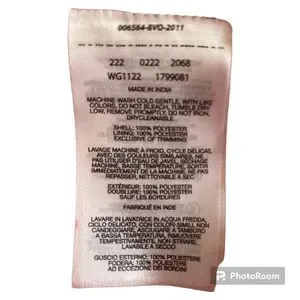 006564-EVO-2011
222 0222 2068
WG1122 1799081
MADE IN INDIA
MACHINE WASH COLD GENTLE, WITH LIKE
COLORS, DO NOT BLEACH, TUMBLE DRY
LOW, REMOVE PROMPTLY, DO NOT IRON,
DRYCLEANABLE
SHELL: 100% POLYESTER
LINING: 100% POLYESTER
EXCLUSIVE OF TRIMMING
LAVAGE MACHINE À FROID, CYCLE DÉLICAT,
AVEC DES COULEURS SIMILAIRES, NE
PAS UTILISER D'EAU DE JAVEL, SÉCHAGE
MACHINE, BASSE TEMPÉRATURE, SORTIR
IMMÉDIATEMENT DE LA MACHINE, NE PAS
REPASSER, NETTOYABLE À SEC
EXTÉRIEUR: 100% POLYESTER
DOUBLURE: 100% POLYESTER
SAUF LES BORDURES
FABRIQUÉ EN INDE
LAVARE IN LAVATRICE IN ACQUA FREDDA,
CICLO DELICATO, CON COLORI SIMILI, NON
CANDEGGIARE, ASCIUGARE A TAMBURO
A BASSA TEMPERATURA, RIMUOVERE
TEMPESTIVAMENTE, NON STIRARE,
LAVABILE A SECCO
GUSCIO ESTERNO: 100% POLIESTERE
FODERA: 100% POLIESTERE
AD ECCEZIONE DEI BORDINI
PhotoRoom